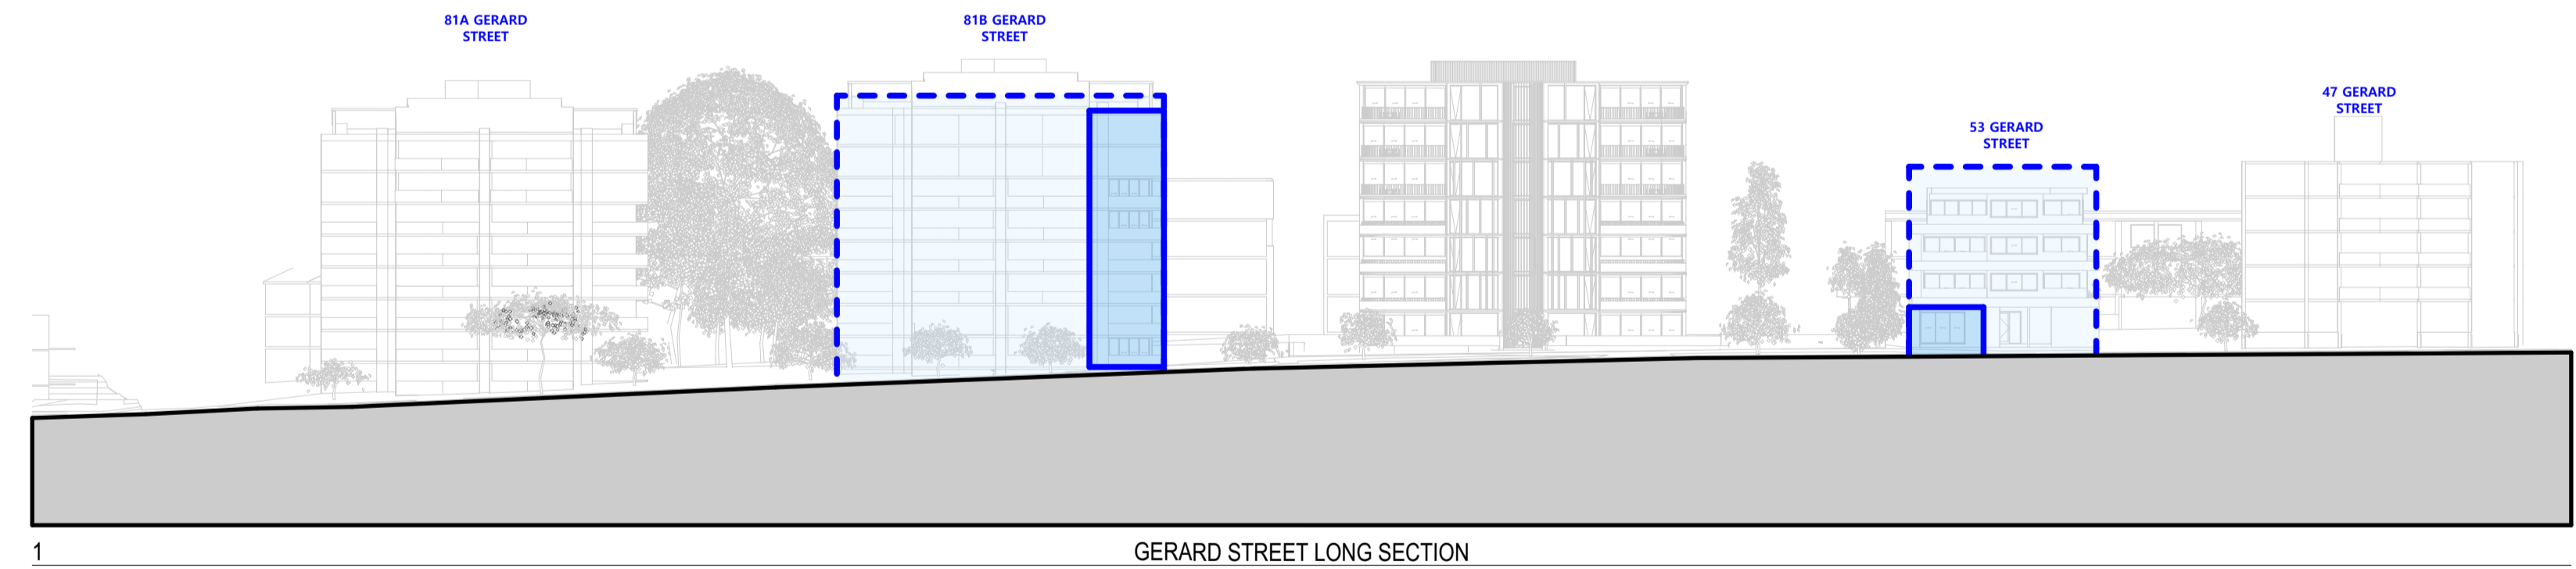 81A GERARD
STREET
81B GERARD
STREET
47 GERARD
STREET
53 GERARD
STREET
1
GERARD STREET LONG SECTION